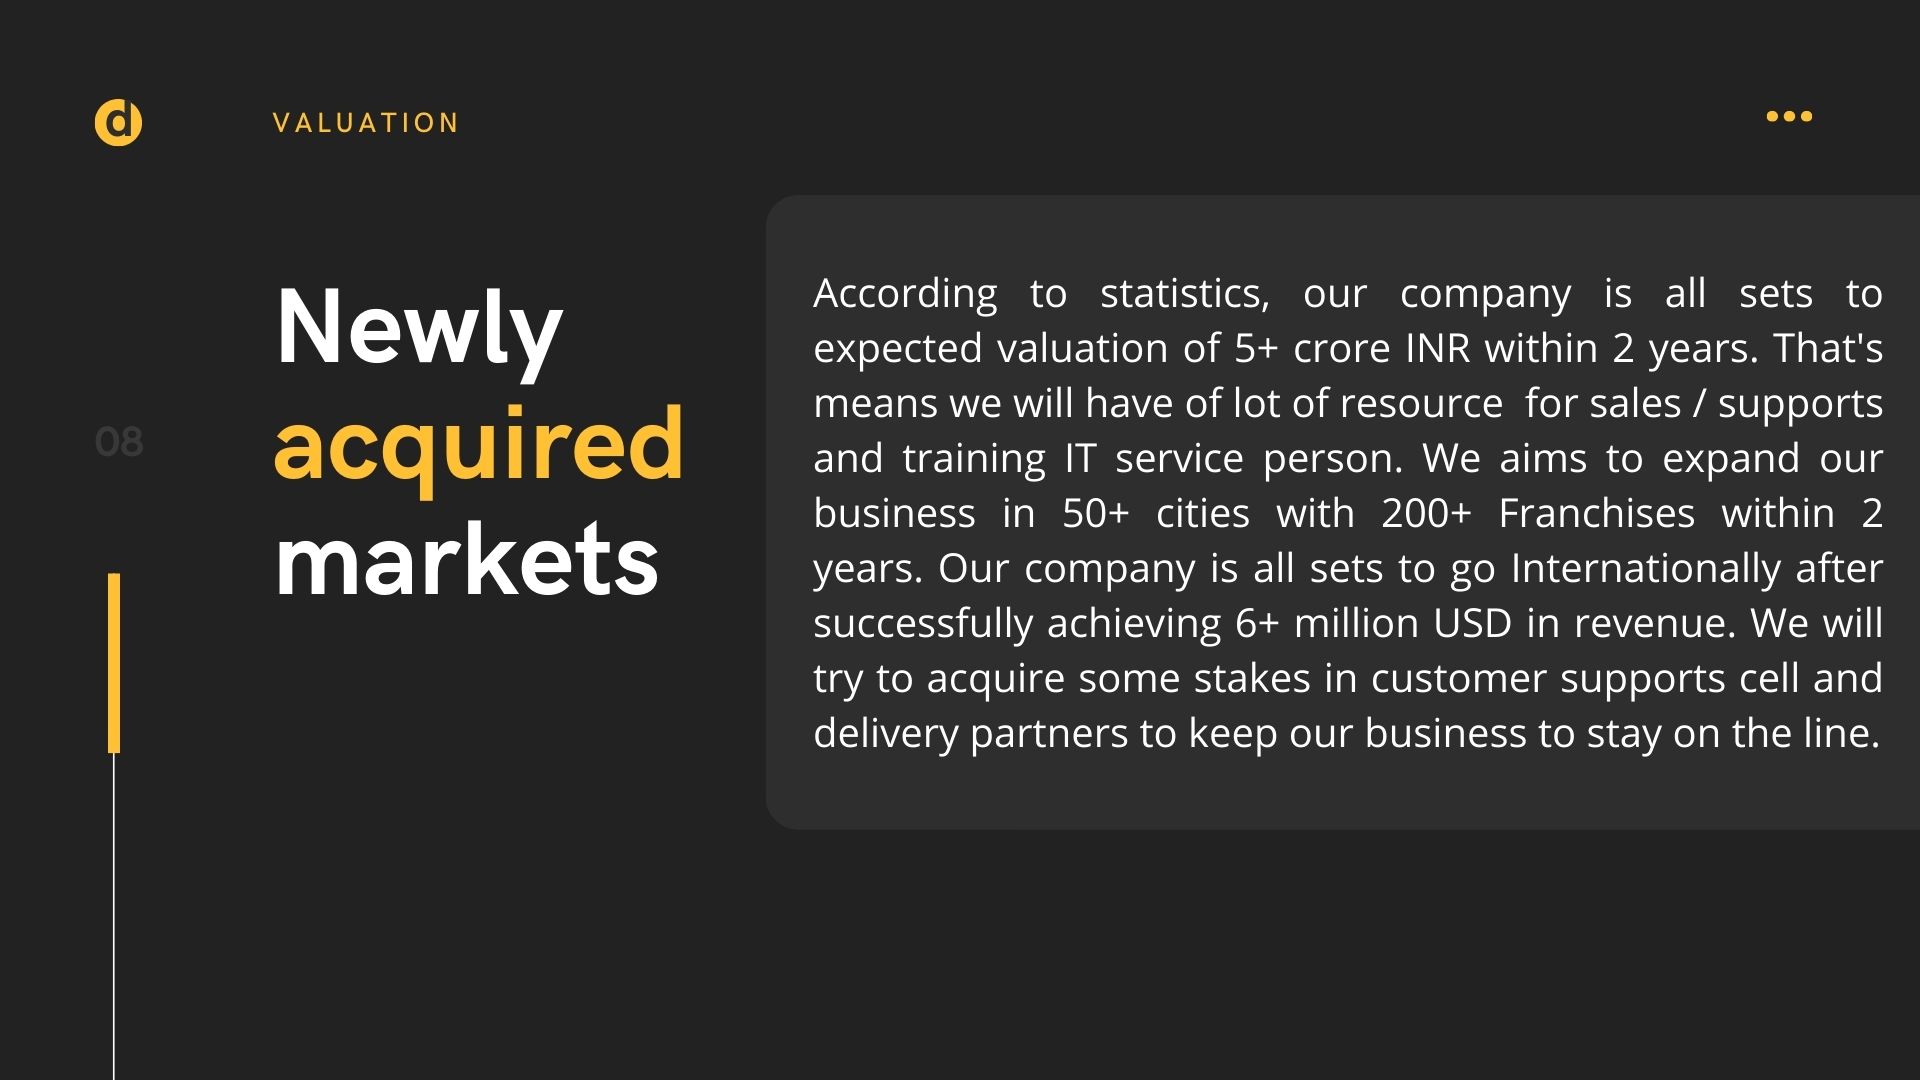 d
VALUATION
Newly
acquired
markets
08
According to statistics, our company is all sets to
expected valuation of 5+ crore INR within 2 years. That's
means we will have of lot of resource  for sales / supports
and training IT service person. We aims to expand our
business in 50+ cities with 200+ Franchises within 2
years. Our company is all sets to go Internationally after
successfully achieving 6+ million USD in revenue. We will
try to acquire some stakes in customer supports cell and
delivery partners to keep our business to stay on the line.